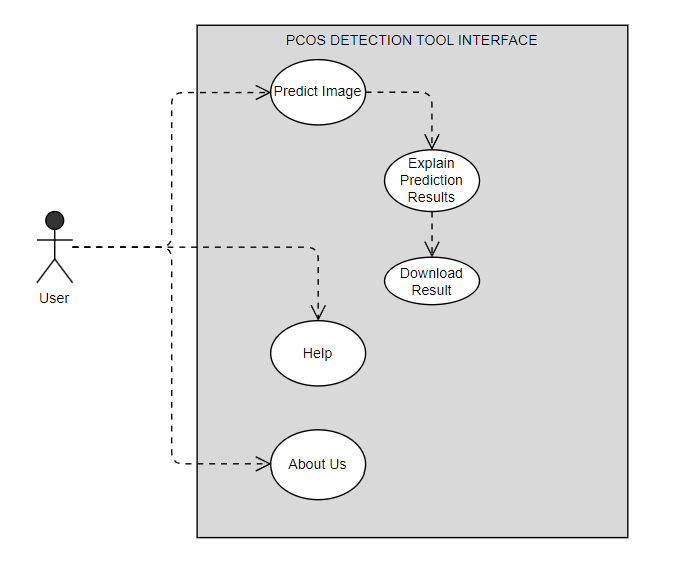 PCOS DETECTION TOOL INTERFACE
Predict Image
Explain
Prediction
Results
Download
Result
User
Help
About Us